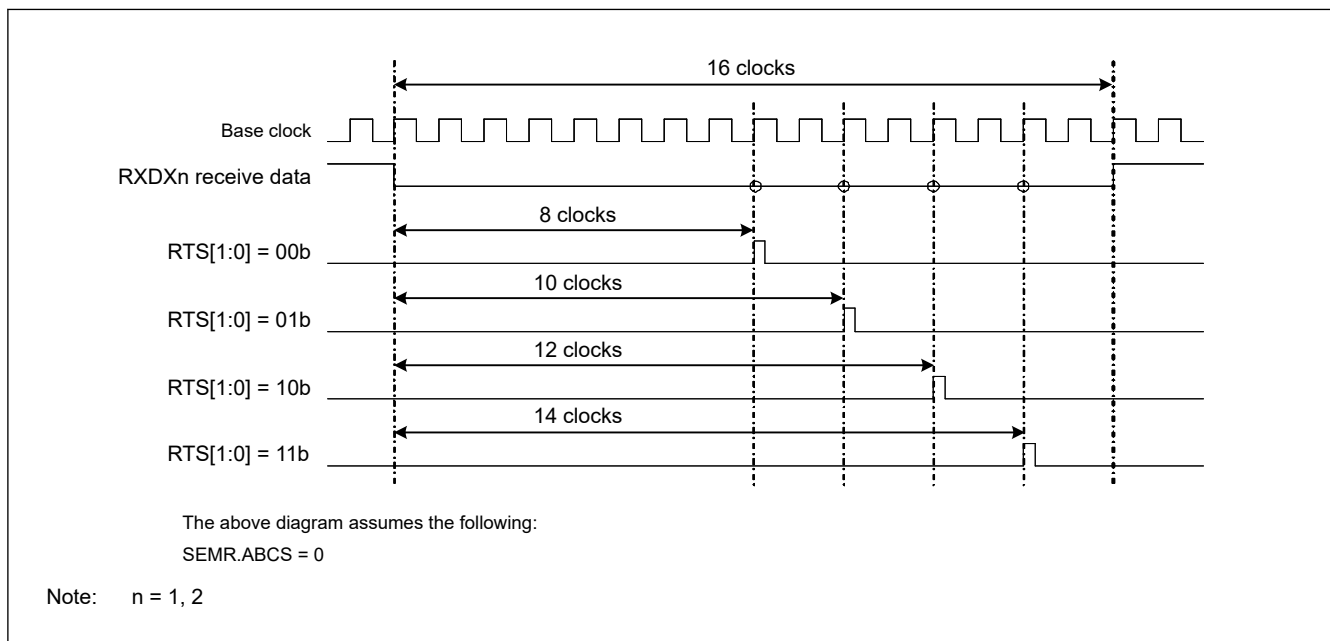 16 clocks
Base clock
RXDXn receive data
8 clocks
RTS[1:0] = 00b
10 clocks
RTS[1:0] = 01b
12 clocks
RTS[1:0] = 10b
14 clocks
RTS[1:0] = 11b
The above diagram assumes the following:
SEMR.ABCS = 0
Note: n = 1, 2